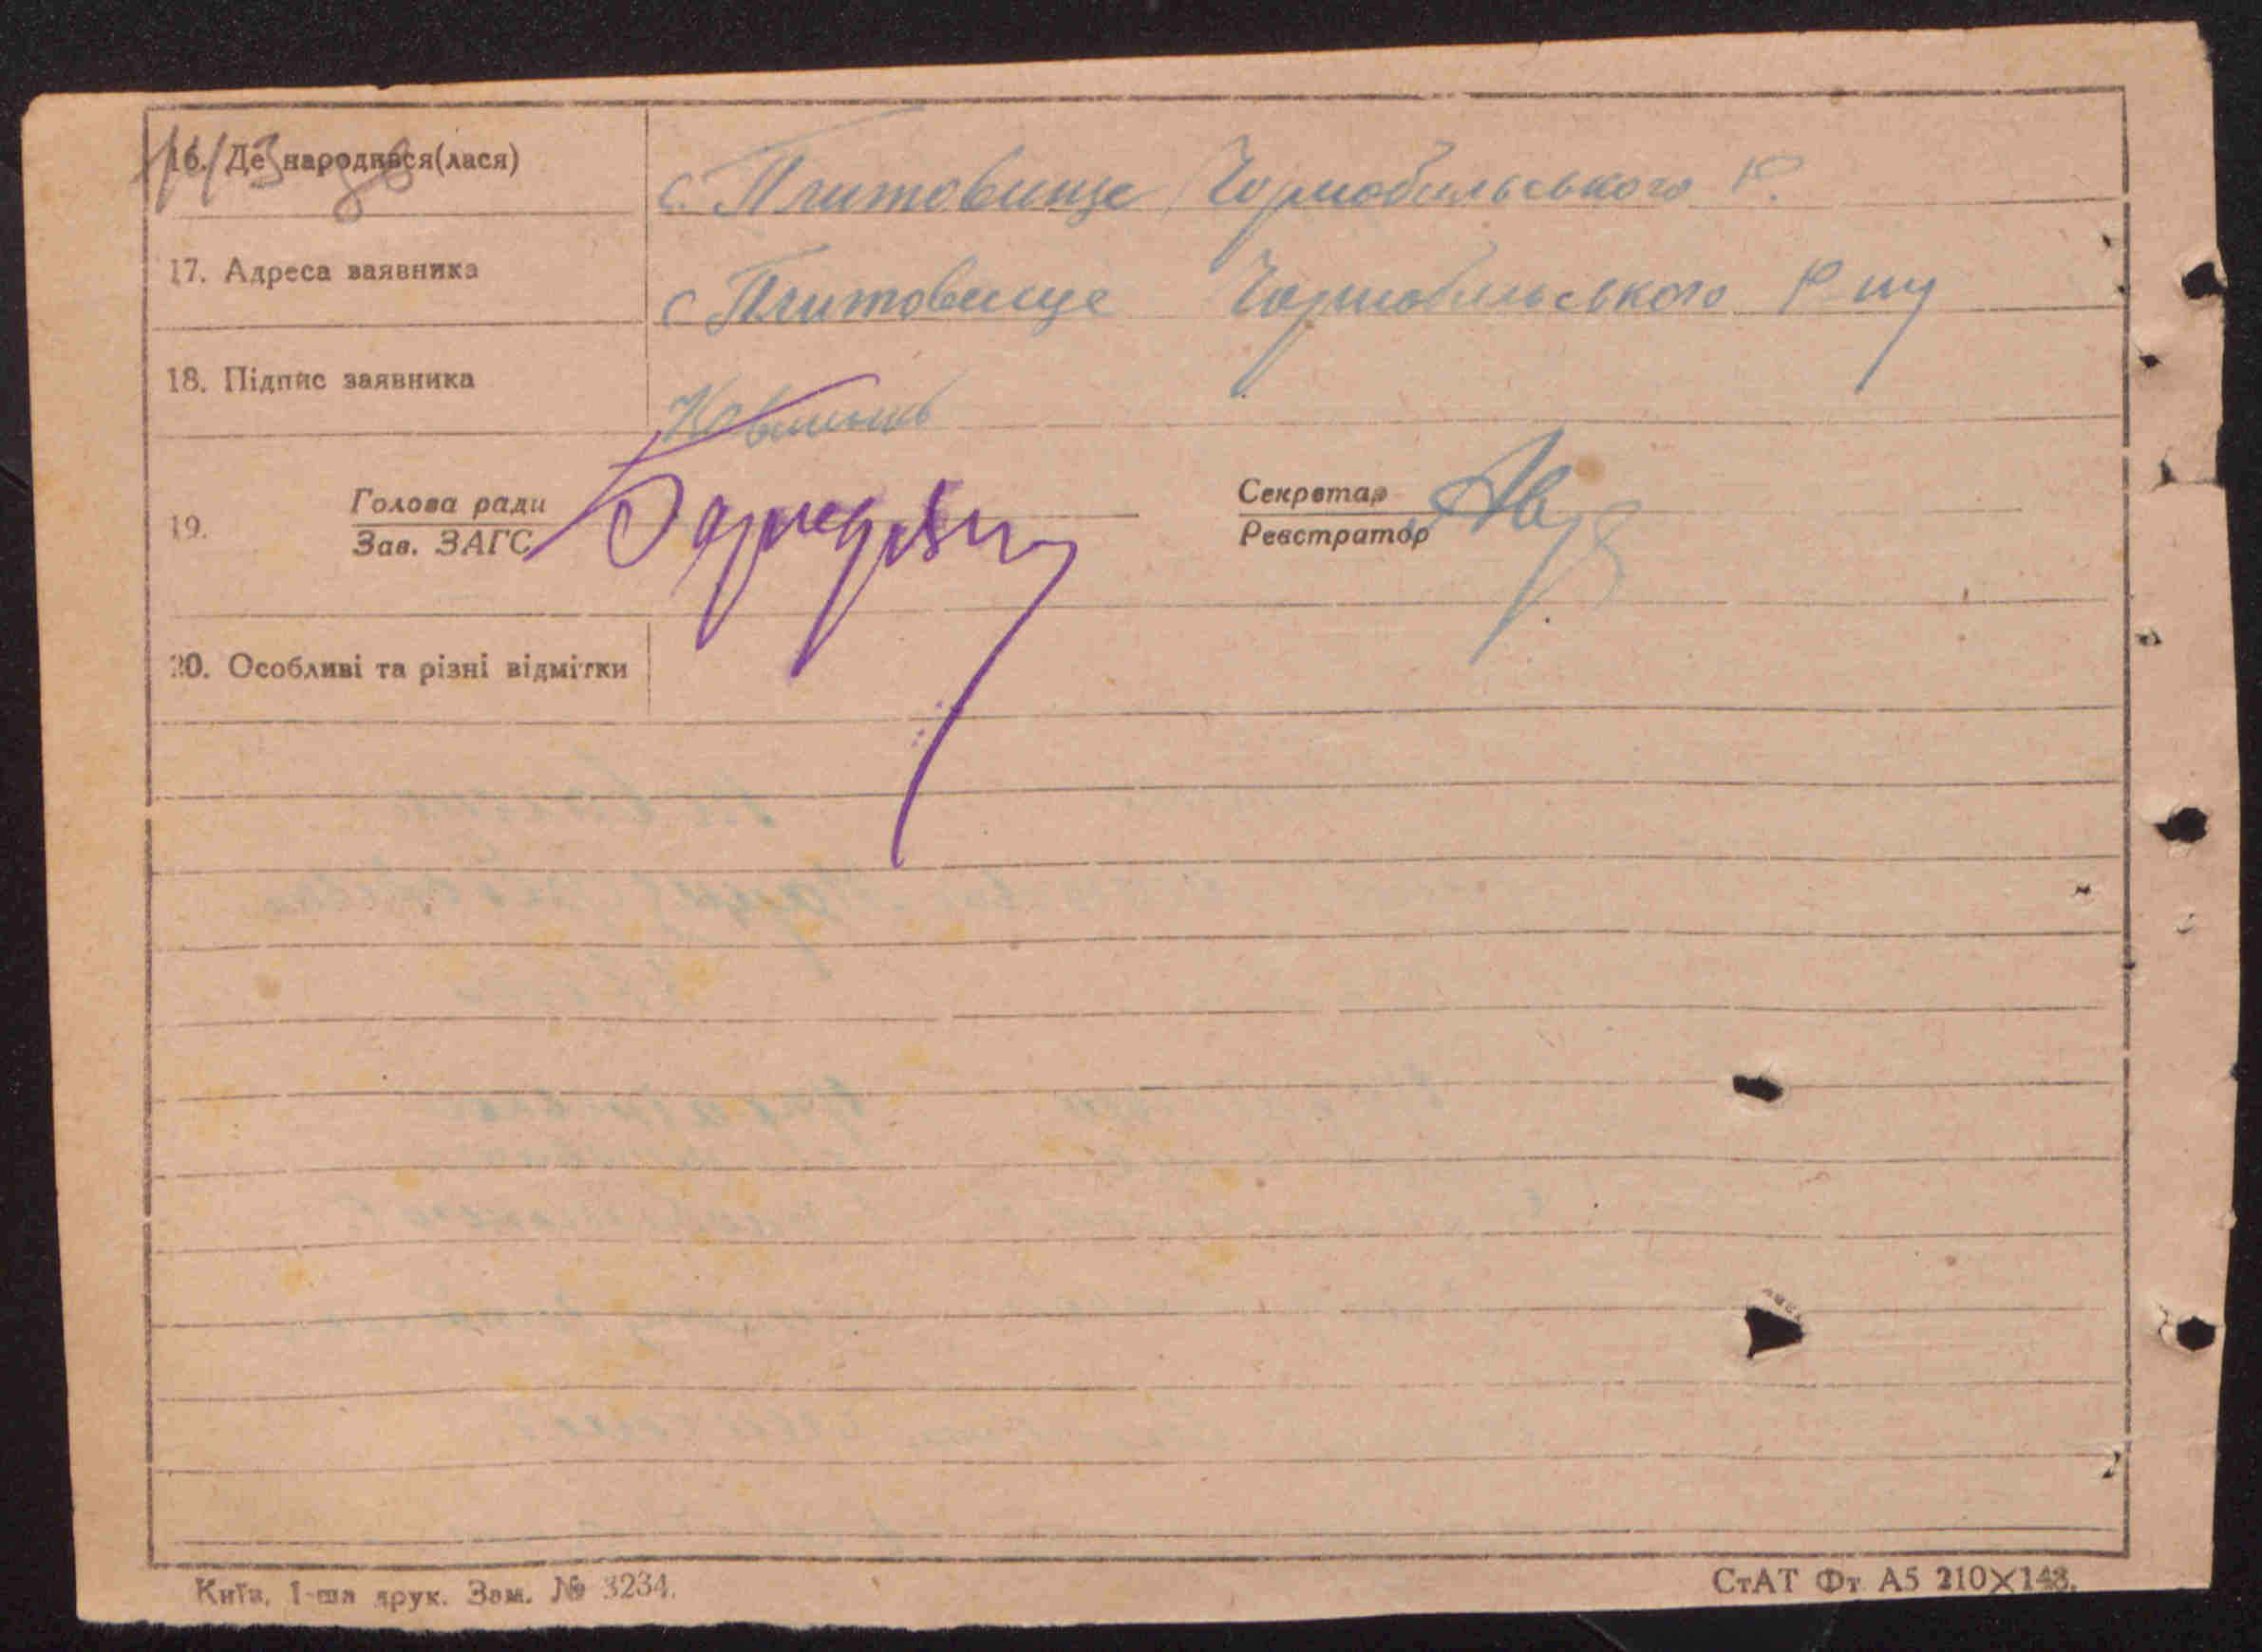 16. Де народився(лася) с. Плитовище Чорнобильського р.
17. Адреса заявника с Плитовище Чорнобильського р-ну
18. Підпис заявника
19. Голова ради Секретар
Зав. ЗАГС Реєстратор
20. Особливі та різні відмітки
Київ, 1-ша друк. Зам. № 3234.
СтАТ Фт А5 210×148.